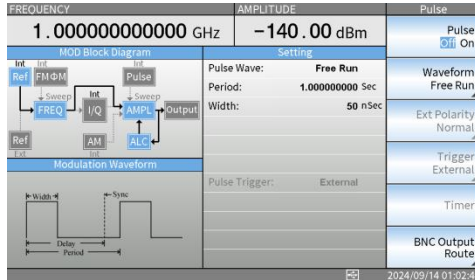 FREQUENCY
AMPLITUDE
Pulse
1.000000000000 GHz
-140.00 dBm
Pulse
Off On
MOD Block Diagram
Setting
Int
Int
Int
Ref
FMΦM
Pulse
Sweep
Int
Sweep
FREQ
I/Q
AMPL
Output
Ref
AM
ALC
Ext
Int
Pulse Wave: Free Run
Period: 1.000000000 Sec
Width: 50 nSec
Pulse Trigger: External
Waveform
Free Run
Ext Polarity
Normal
Trigger
External
Timer
BNC Output
Route
Modulation Waveform
Width
Sync
Delay
Period
2024/09/14 01:02:4